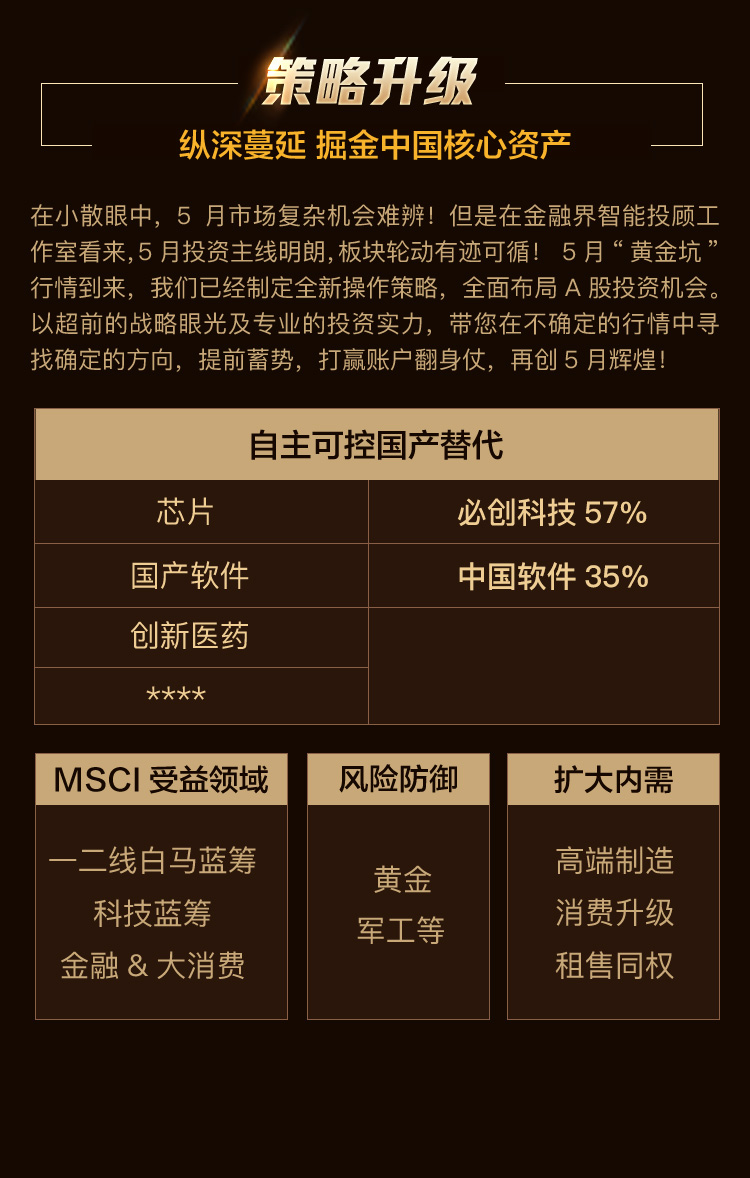 策略升级
纵深蔓延 掘金中国核心资产
在小散眼中，5 月市场复杂机会难辨！但是在金融界智能投顾工
作室看来，5 月投资主线明朗，板块轮动有迹可循！ 5 月“黄金坑”
行情到来，我们已经制定全新操作策略，全面布局 A 股投资机会。
以超前的战略眼光及专业的投资实力，带您在不确定的行情中寻
找确定的方向，提前蓄势，打赢账户翻身仗，再创 5 月辉煌！
自主可控国产替代
芯片
必创科技 57%
国产软件
中国软件 35%
创新医药
****
MSCI 受益领域
一二线白马蓝筹
科技蓝筹
金融 & 大消费
风险防御
黄金
军工等
扩大内需
高端制造
消费升级
租售同权